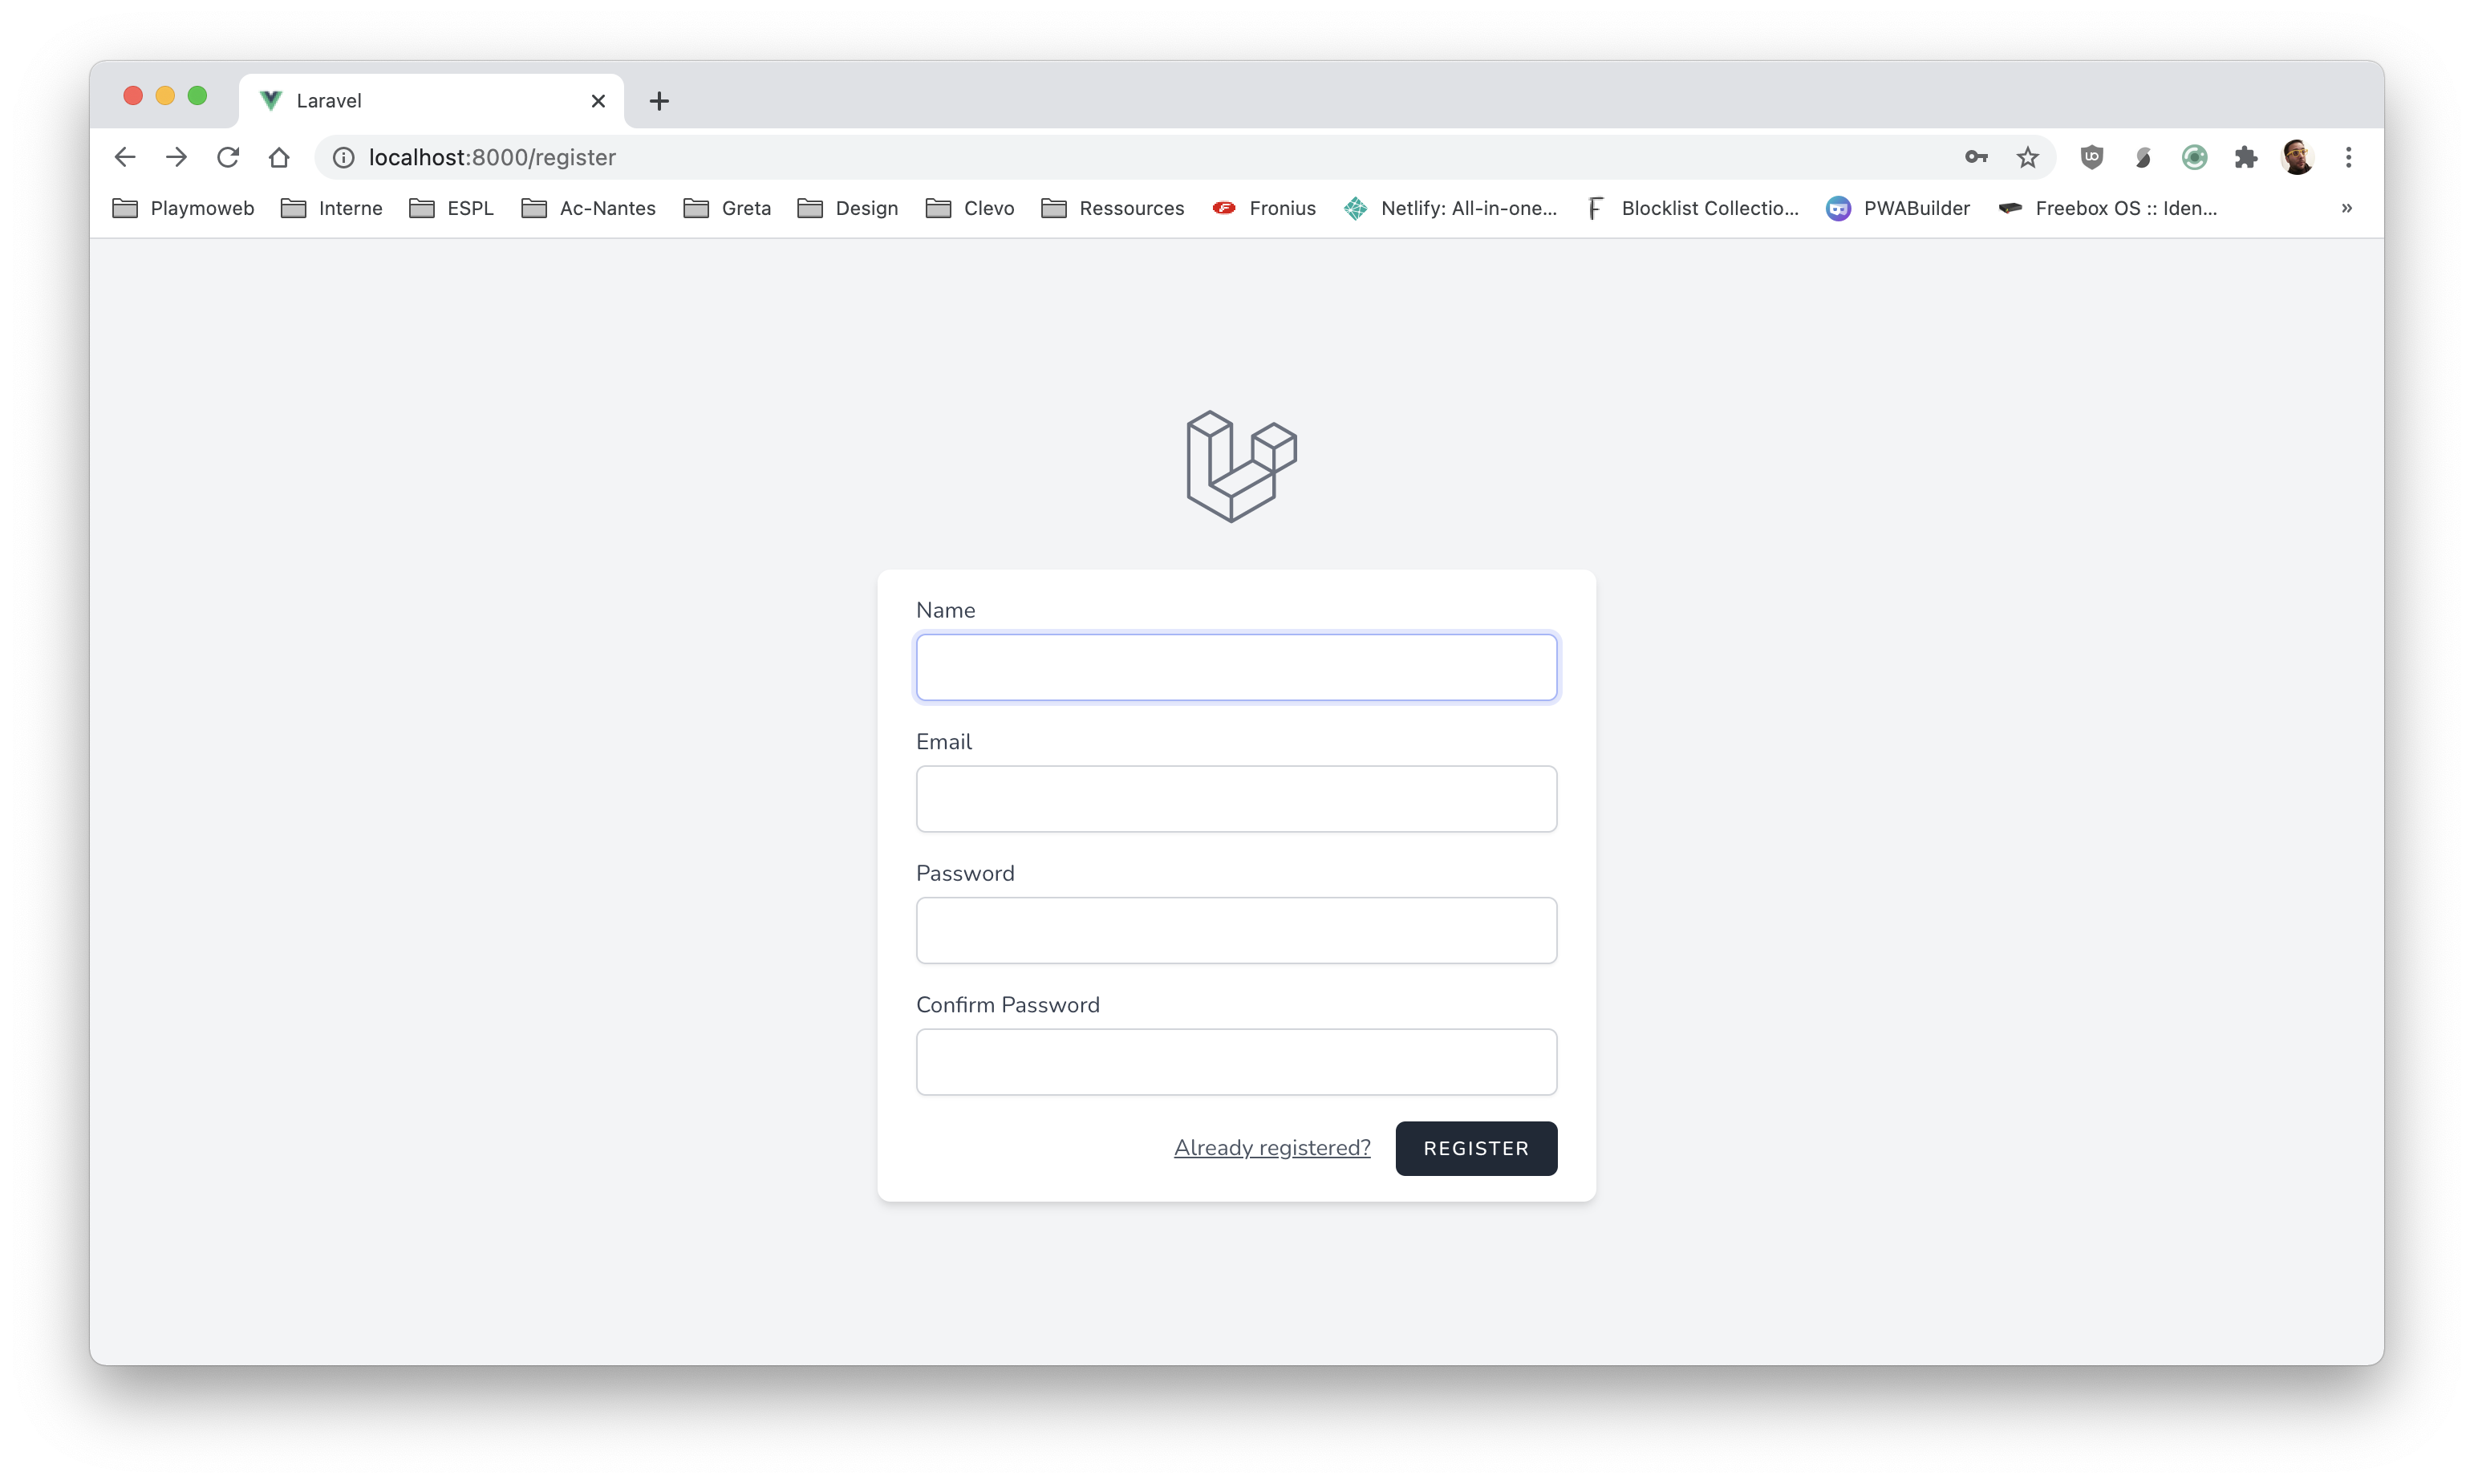 Laravel
localhost:8000/register
Playmoweb Interne ESPL Ac-Nantes Greta Design Clevo Ressources Fronius Netlify: All-in-one... Blocklist Collectio... PWABuilder Freebox OS :: Iden... »
Name
Email
Password
Confirm Password
Already registered? REGISTER